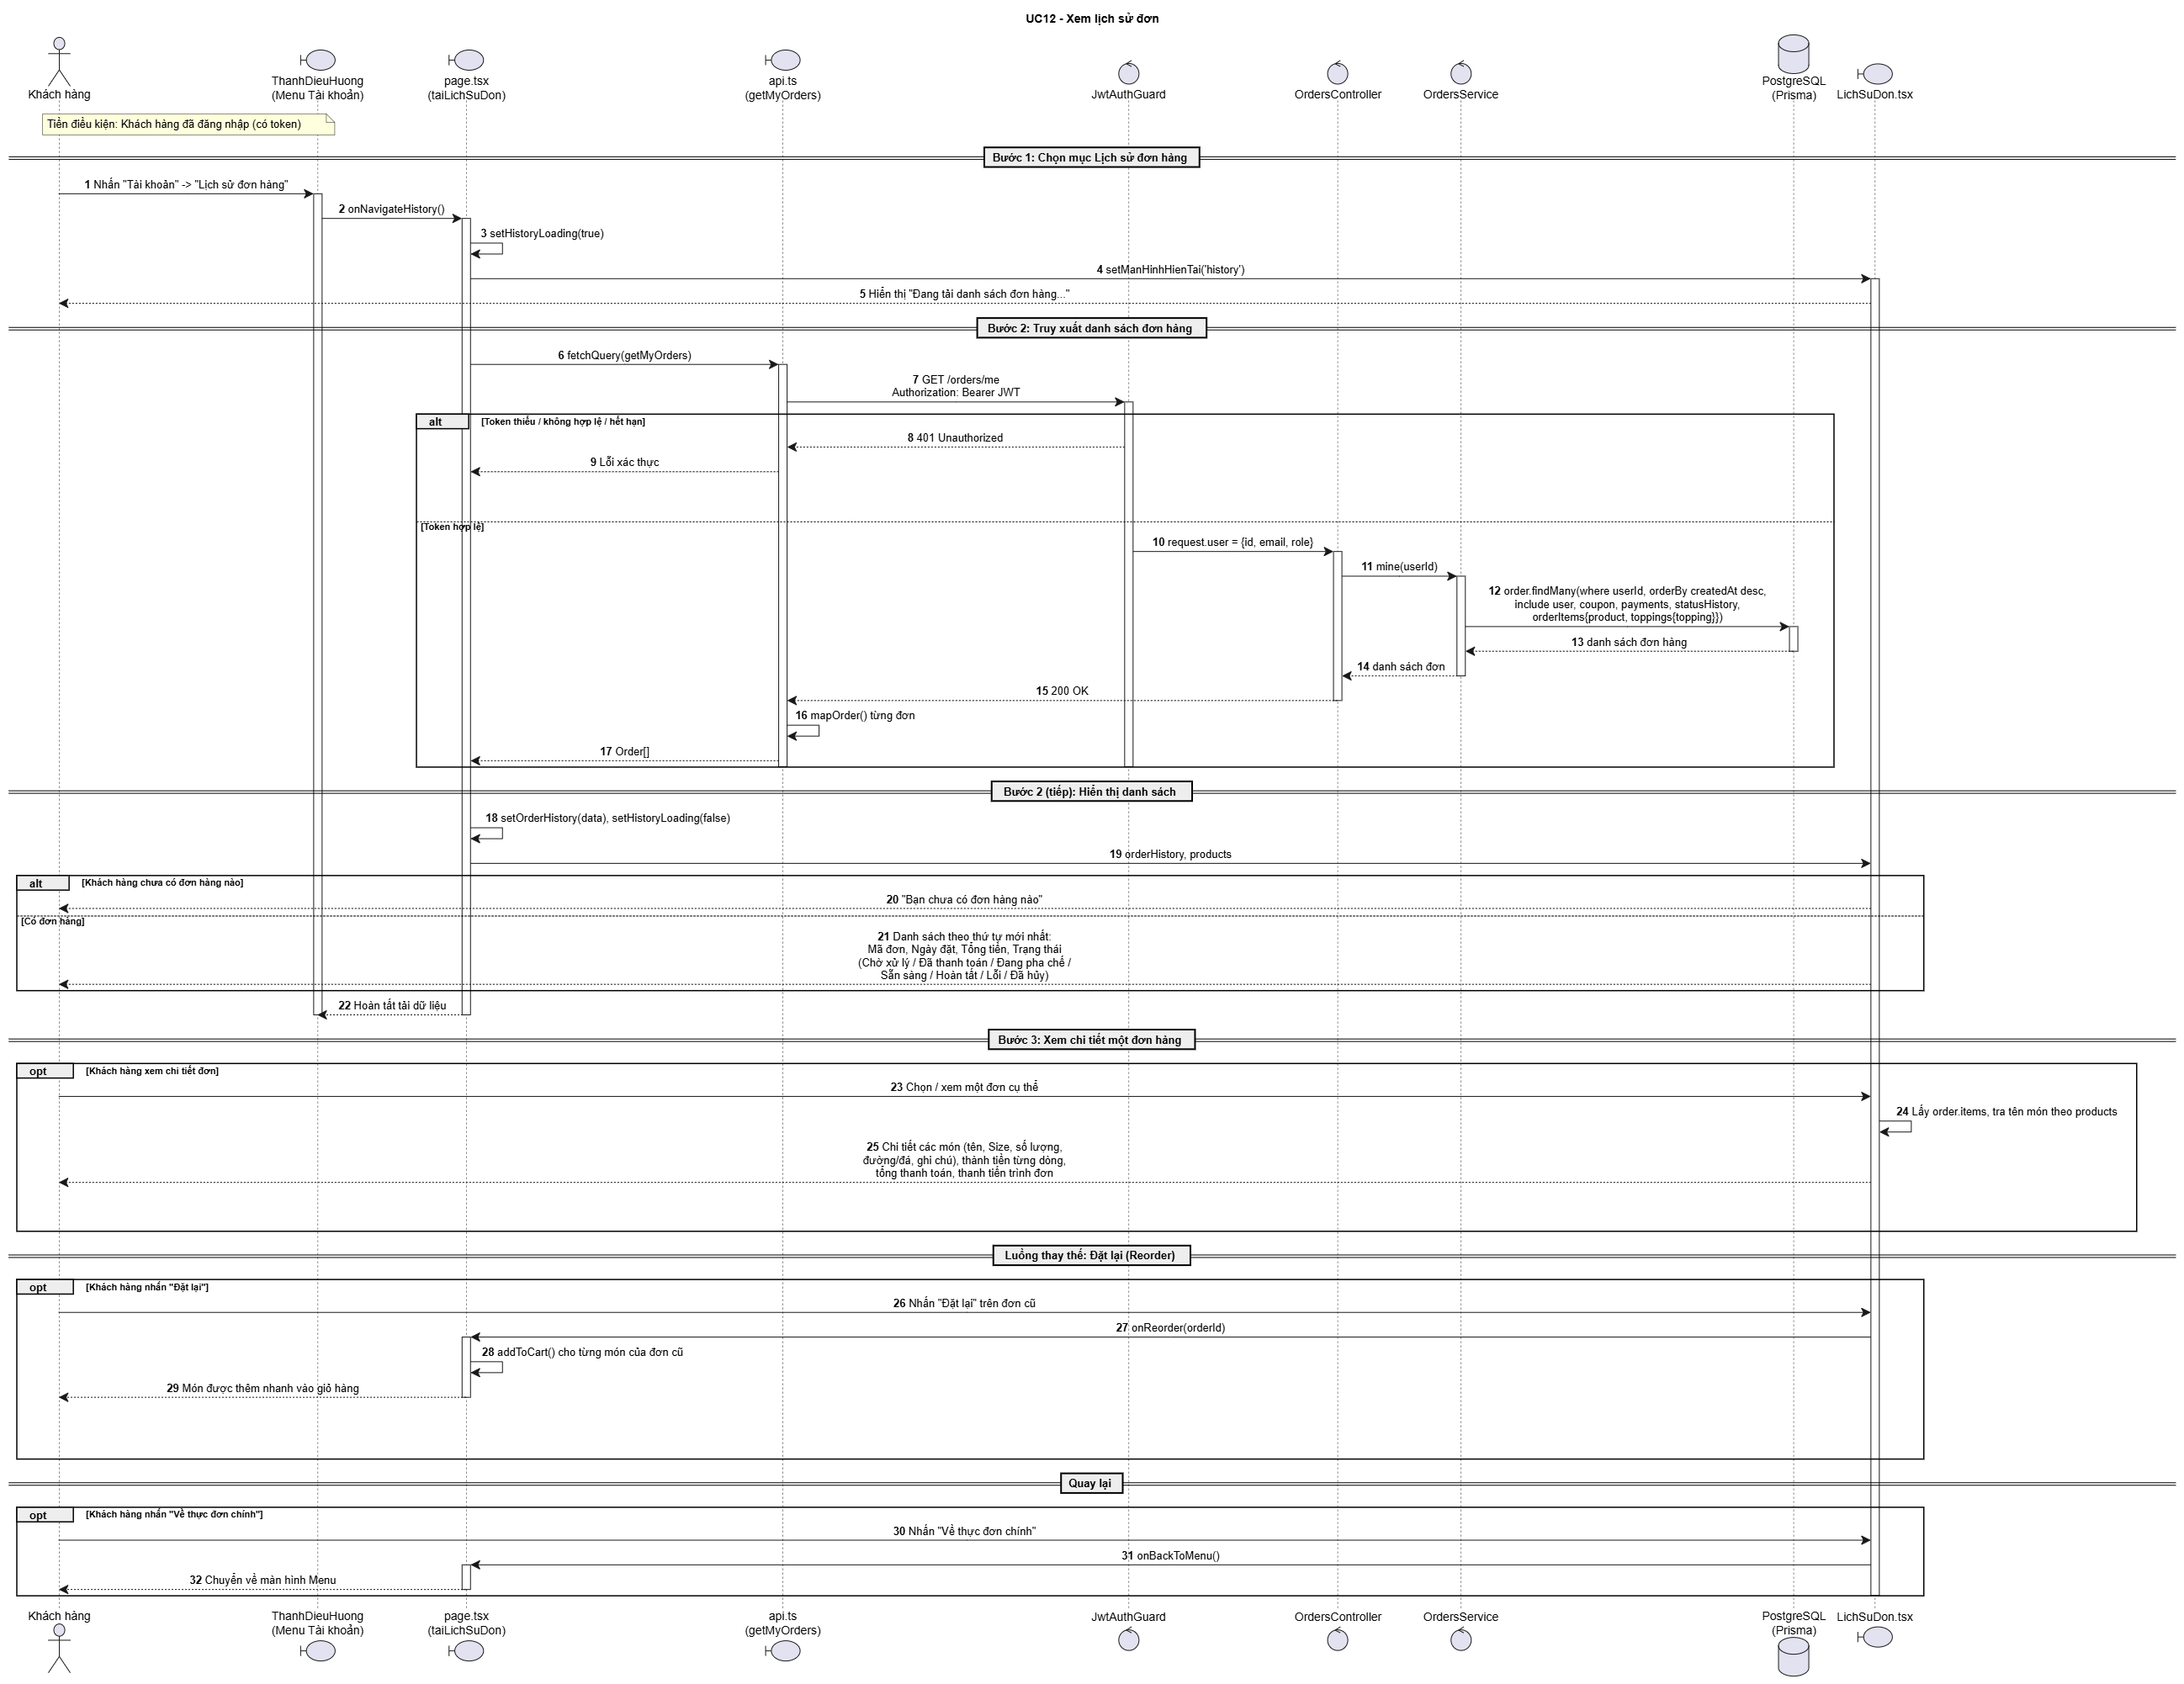 UC12 - Xem lịch sử đơn
Khách hàng
ThanhDieuHuong
(Menu Tài khoản)
page.tsx
(taiLichSuDon)
api.ts
(getMyOrders)
JwtAuthGuard
OrdersController
OrdersService
PostgreSQL
(Prisma)
LichSuDon.tsx
Tiền điều kiện: Khách hàng đã đăng nhập (có token)
Bước 1: Chọn mục Lịch sử đơn hàng
1 Nhấn "Tài khoản" -> "Lịch sử đơn hàng"
2 onNavigateHistory()
3 setHistoryLoading(true)
4 setManHinhHienTai('history')
5 Hiển thị "Đang tải danh sách đơn hàng..."
Bước 2: Truy xuất danh sách đơn hàng
6 fetchQuery(getMyOrders)
7 GET /orders/me
Authorization: Bearer JWT
alt [Token thiếu / không hợp lệ / hết hạn]
8 401 Unauthorized
9 Lỗi xác thực
[Token hợp lệ]
10 request.user = {id, email, role}
11 mine(userId)
12 order.findMany(where userId, orderBy createdAt desc,
include user, coupon, payments, statusHistory,
orderItems{product, toppings{topping}})
13 danh sách đơn hàng
14 danh sách đơn
15 200 OK
16 mapOrder() từng đơn
17 Order[]
Bước 2 (tiếp): Hiển thị danh sách
18 setOrderHistory(data), setHistoryLoading(false)
19 orderHistory, products
alt [Khách hàng chưa có đơn hàng nào]
20 "Bạn chưa có đơn hàng nào"
[Có đơn hàng]
21 Danh sách theo thứ tự mới nhất:
Mã đơn, Ngày đặt, Tổng tiền, Trạng thái
(Chờ xử lý / Đã thanh toán / Đang pha chế /
Sẵn sàng / Hoàn tất / Lỗi / Đã hủy)
22 Hoàn tất tải dữ liệu
Bước 3: Xem chi tiết một đơn hàng
opt [Khách hàng xem chi tiết đơn]
23 Chọn / xem một đơn cụ thể
24 Lấy order.items, tra tên món theo products
25 Chi tiết các món (tên, Size, số lượng,
đường/đá, ghi chú), thành tiền từng dòng,
tổng thanh toán, thanh tiến trình đơn
Luồng thay thế: Đặt lại (Reorder)
opt [Khách hàng nhấn "Đặt lại"]
26 Nhấn "Đặt lại" trên đơn cũ
27 onReorder(orderId)
28 addToCart() cho từng món của đơn cũ
29 Món được thêm nhanh vào giỏ hàng
Quay lại
opt [Khách hàng nhấn "Về thực đơn chính"]
30 Nhấn "Về thực đơn chính"
31 onBackToMenu()
32 Chuyển về màn hình Menu
Khách hàng
ThanhDieuHuong
(Menu Tài khoản)
page.tsx
(taiLichSuDon)
api.ts
(getMyOrders)
JwtAuthGuard
OrdersController
OrdersService
PostgreSQL
(Prisma)
LichSuDon.tsx